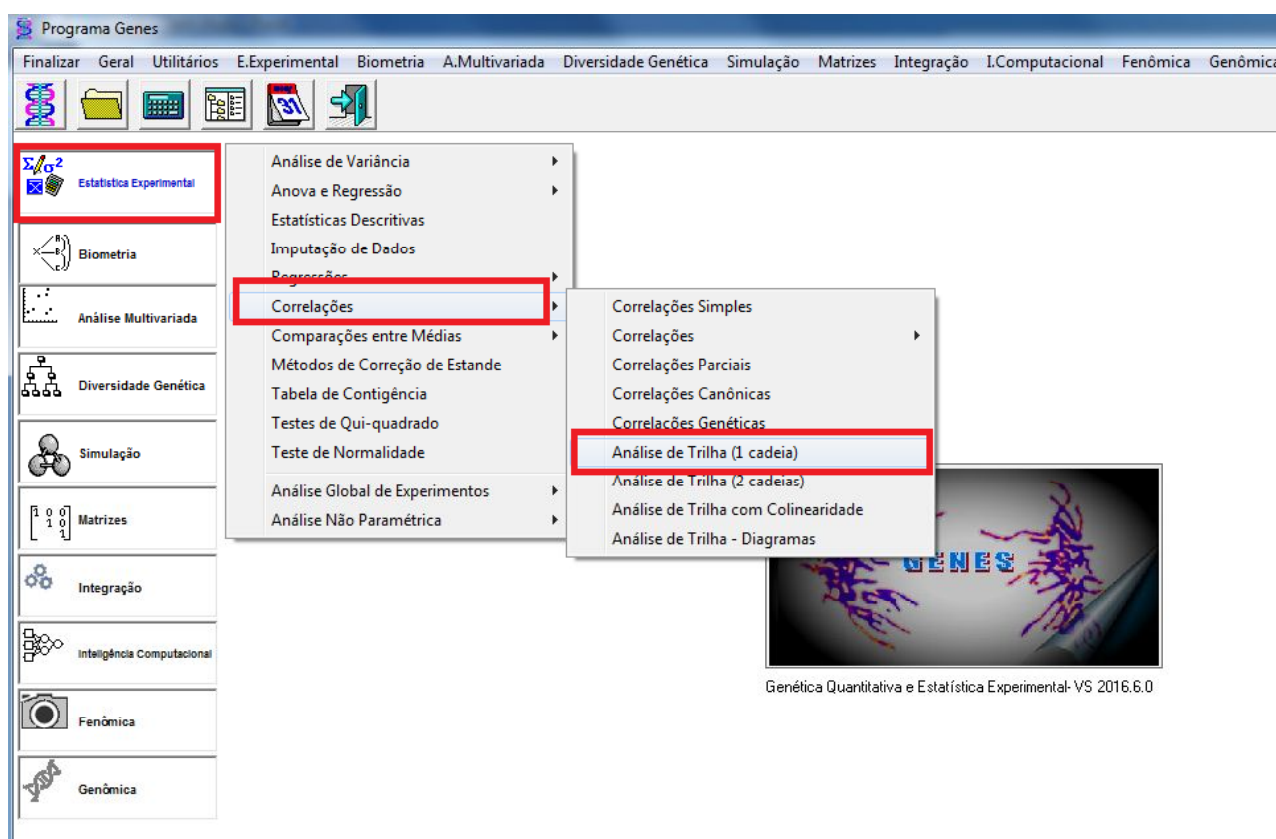 Programa Genes
Finalizar Geral Utilitários E.Experimental Biometria A.Multivariada Diversidade Genética Simulação Matrizes Integração I.Computacional Fenômica Genômica
31
Σ/σ²
Estatística Experimental
Biometria
Análise Multivariada
Diversidade Genética
Simulação
Matrizes
Integração
Inteligência Computacional
Fenômica
Genômica
Análise de Variância
Anova e Regressão
Estatísticas Descritivas
Imputação de Dados
Regressões
Correlações
Comparações entre Médias
Métodos de Correção de Estande
Tabela de Contigência
Testes de Qui-quadrado
Teste de Normalidade
Análise Global de Experimentos
Análise Não Paramétrica
Correlações Simples
Correlações
Correlações Parciais
Correlações Canônicas
Correlações Genéticas
Análise de Trilha (1 cadeia)
Análise de Trilha (2 cadeias)
Análise de Trilha com Colinearidade
Análise de Trilha - Diagramas
GENES
Genética Quantitativa e Estatística Experimental- VS 2016.6.0